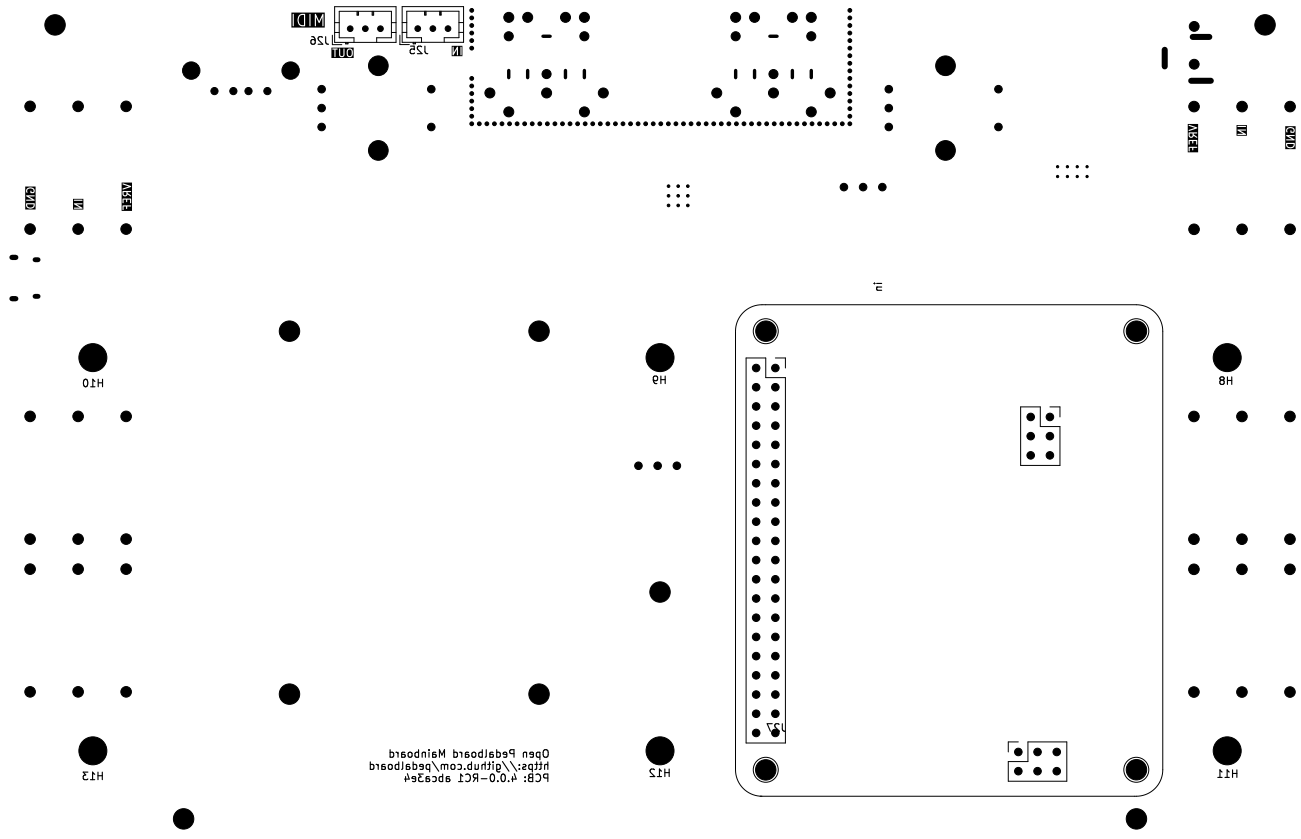 MIDI
J26
OUT
J25
IN
VREF
IN
GND
GND
IN
VREF
H10
H9
H8
J27
Open Pedalboard Mainboard
https://github.com/pedalboard
PCB: 4.0.0-RC1 abca3e4
H13
H12
H11